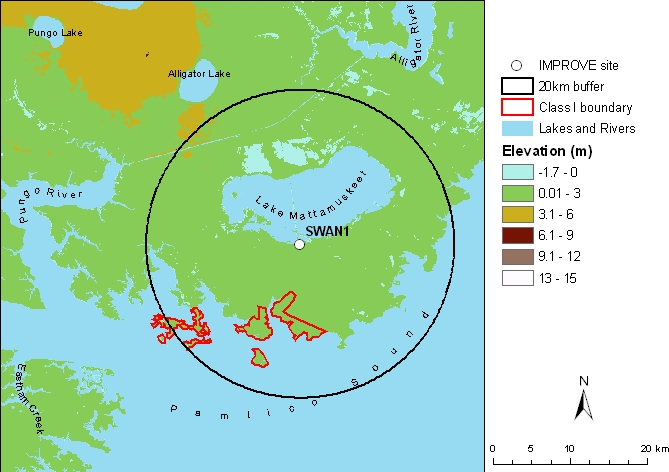 Pungo Lake
Alligator River
Alligator Lake
Pungo River
Lake Mattamuskeet
SWAN1
Pamlico Sound
Eastham Creek
IMPROVE site
20km buffer
Class I boundary
Lakes and Rivers
Elevation (m)
-1.7 - 0
0.01 - 3
3.1 - 6
6.1 - 9
9.1 - 12
13 - 15
N
0 5 10 20 km